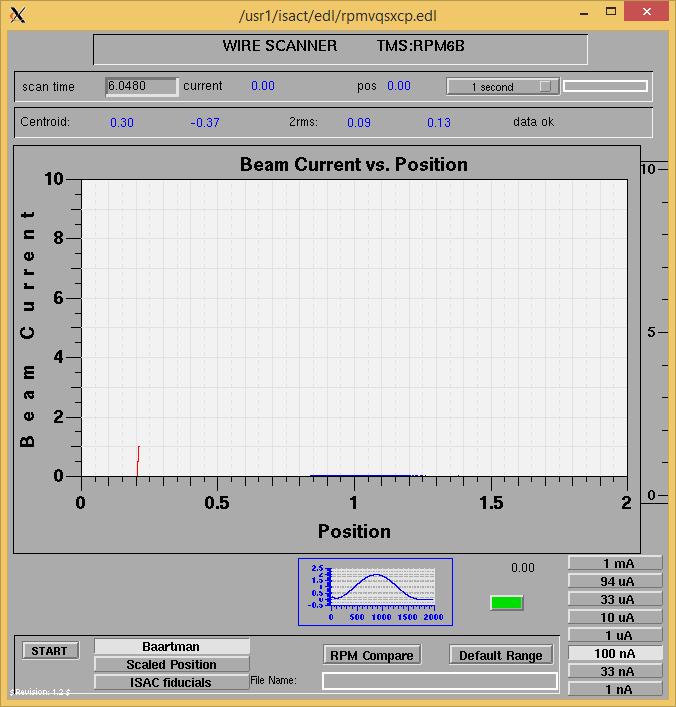 /usr1/isact/edl/rpmvqsxcp.edl
WIRE SCANNER TMS:RPM6B
scan time 6.0480 current 0.00 pos 0.00 1 second
Centroid: 0.30 -0.37 2rms: 0.09 0.13 data ok
Beam Current vs. Position
10
8
6
4
2
0
Beam Current
0 0.5 1 1.5 2
Position
10
5
0
2.5
2
1.5
1
0.5
0
-0.5
0 500 1000 1500 2000
0.00
1 mA
94 uA
33 uA
10 uA
1 uA
100 nA
33 nA
1 nA
START
Baartman
Scaled Position
ISAC fiducials
RPM Compare Default Range
File Name:
$Revision: 1.2 $